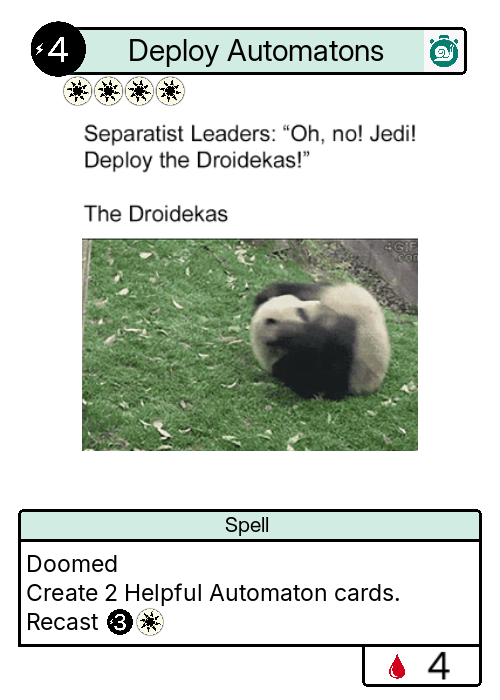 4 Deploy Automatons
Separatist Leaders: “Oh, no! Jedi!
Deploy the Droidekas!”
The Droidekas
4GIF
.com
Spell
Doomed
Create 2 Helpful Automaton cards.
Recast 3
4